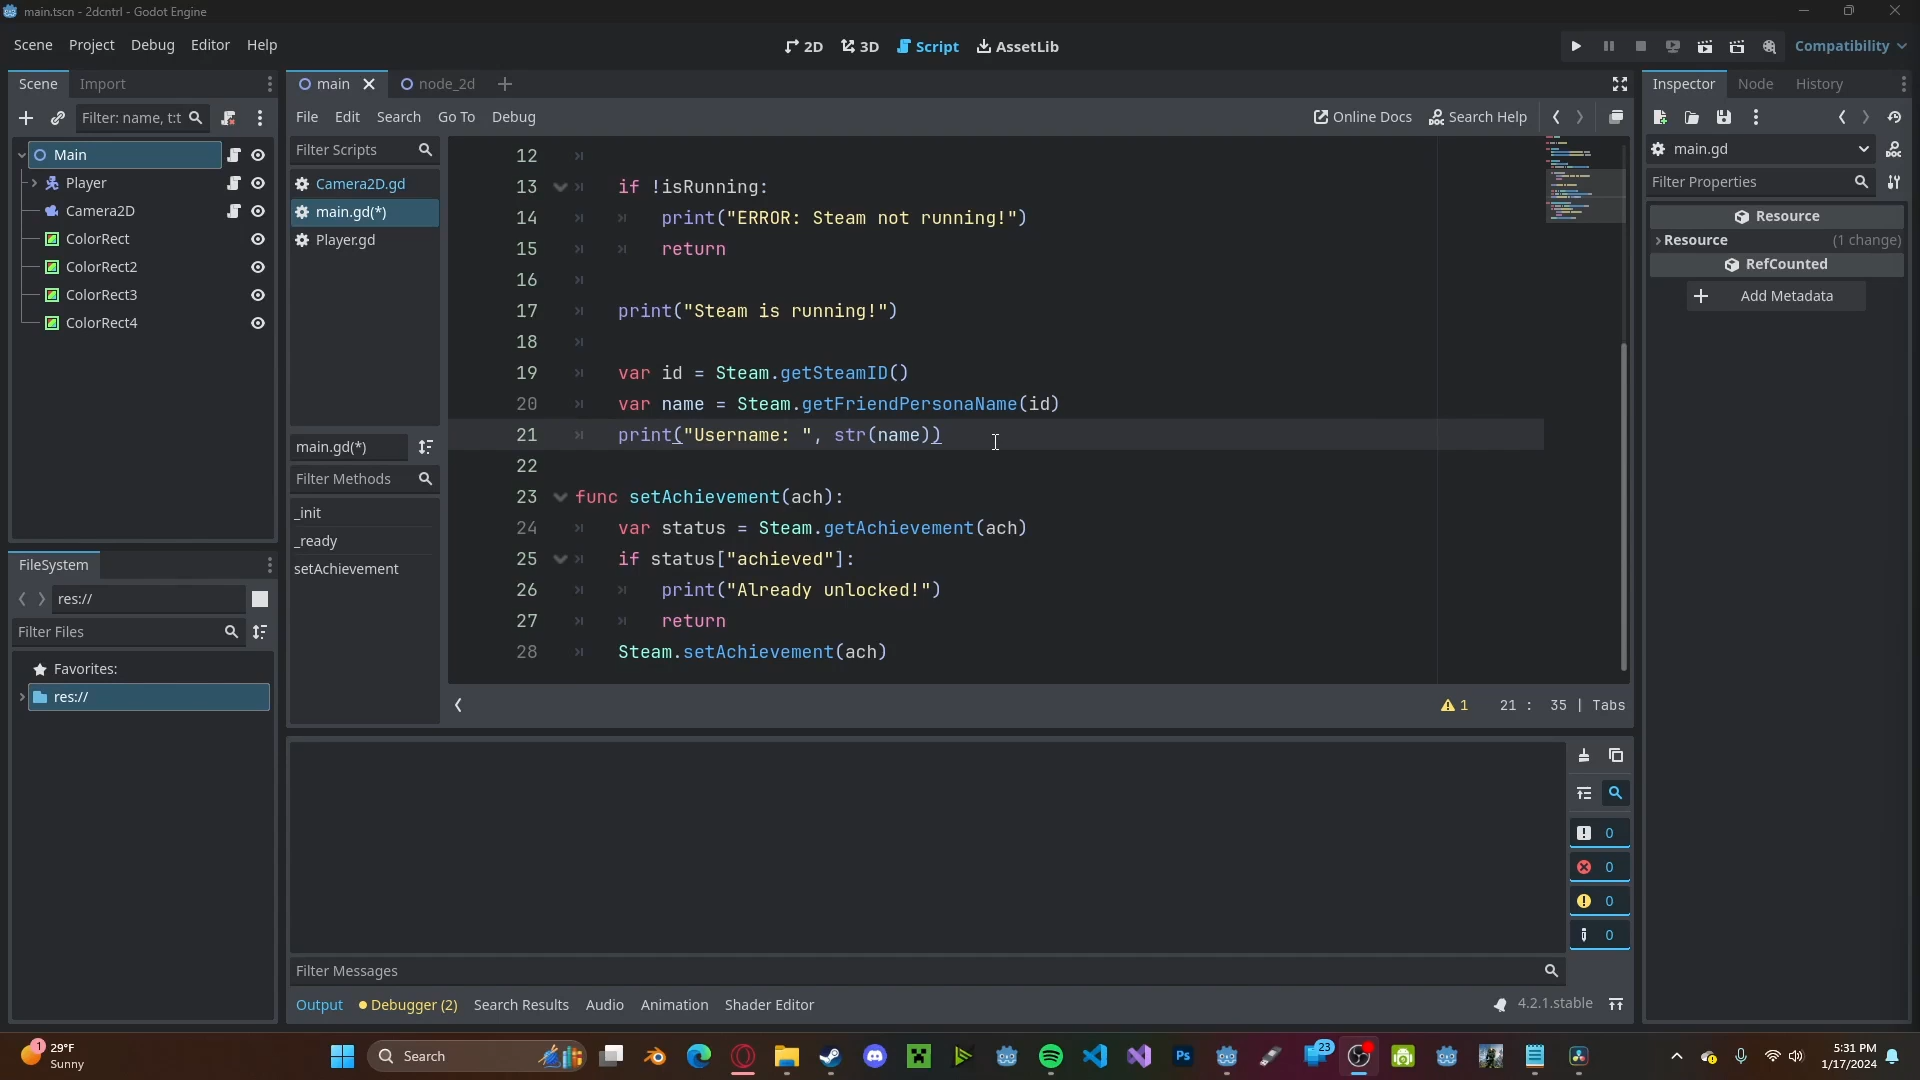 main.tscn - 2dcntrl - Godot Engine
Scene Project Debug Editor Help
2D 3D Script AssetLib
Compatibility
Scene Import
main node_2d
Inspector Node History
Filter: name, t:t
File Edit Search Go To Debug
Online Docs Search Help
Filter Scripts
main.gd
Filter Properties
Main
Player
Camera2D
ColorRect
ColorRect2
ColorRect3
ColorRect4
Camera2D.gd
main.gd(*)
Player.gd
main.gd(*)
Filter Methods
_init
_ready
setAchievement
12
13 if !isRunning:
14 print("ERROR: Steam not running!")
15 return
16
17 print("Steam is running!")
18
19 var id = Steam.getSteamID()
20 var name = Steam.getFriendPersonaName(id)
21 print("Username: ", str(name))
22
23 func setAchievement(ach):
24 var status = Steam.getAchievement(ach)
25 if status["achieved"]:
26 print("Already unlocked!")
27 return
28 Steam.setAchievement(ach)
1 21 : 35 | Tabs
Resource
Resource (1 change)
RefCounted
Add Metadata
FileSystem
res://
Filter Files
Favorites:
res://
0
0
0
0
Filter Messages
Output Debugger (2) Search Results Audio Animation Shader Editor
4.2.1.stable
1
29°F
Sunny
Search
Ps
23
5:31 PM
1/17/2024